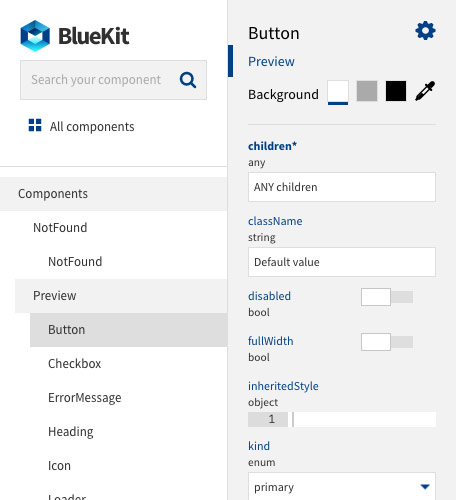 BlueKit
Search your component
All components
Components
NotFound
NotFound
Preview
Button
Checkbox
ErrorMessage
Heading
Icon
Loader
Button
Preview
Background
children*
any
ANY children
className
string
Default value
disabled
bool
fullWidth
bool
inheritedStyle
object
1
kind
enum
primary